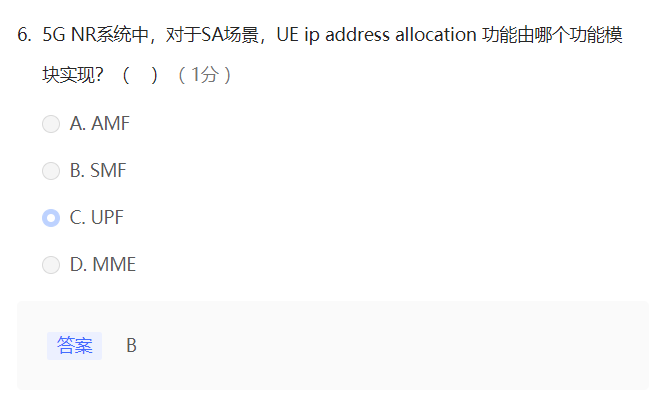 6. 5G NR系统中，对于SA场景，UE ip address allocation 功能由哪个功能模
块实现？（ ）（ 1分 ）
A. AMF
B. SMF
C. UPF
D. MME
答案 B